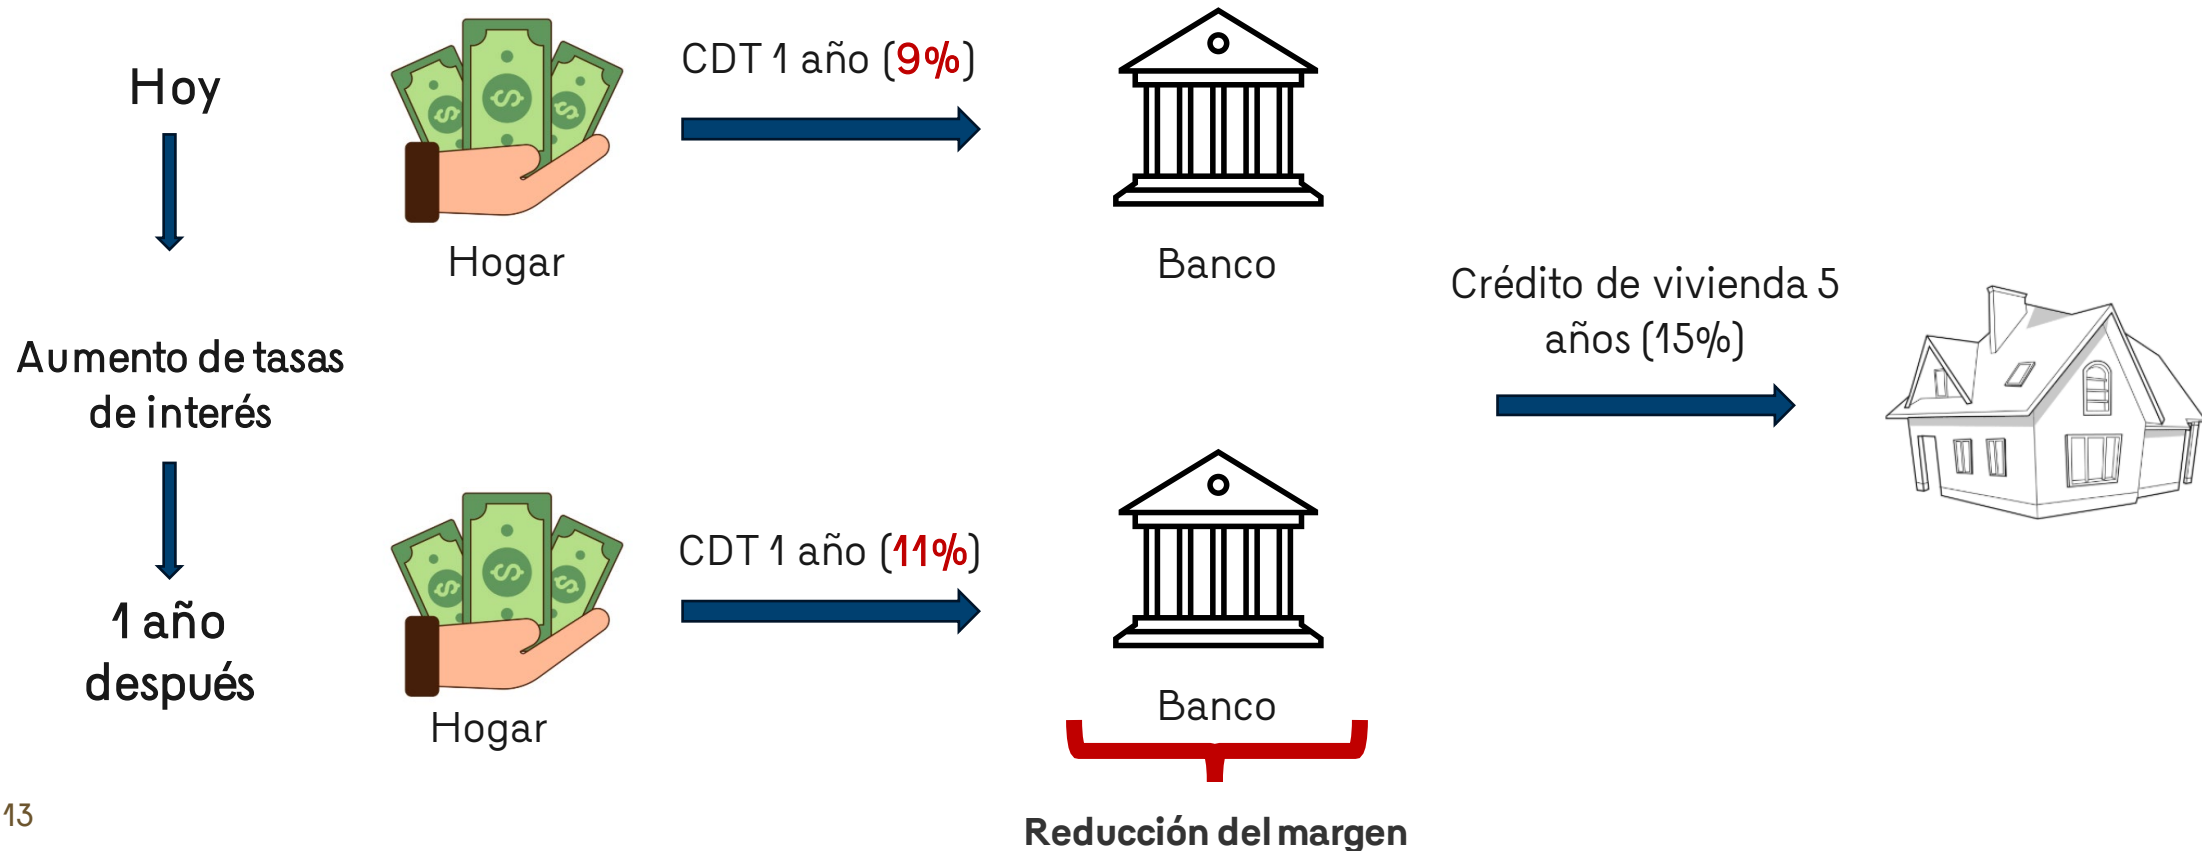 Hoy
CDT 1 año (9%)
Hogar
Banco
Crédito de vivienda 5
años (15%)
Aumento de tasas
de interés
CDT 1 año (11%)
1 año
después
Hogar
Banco
Reducción del margen
13